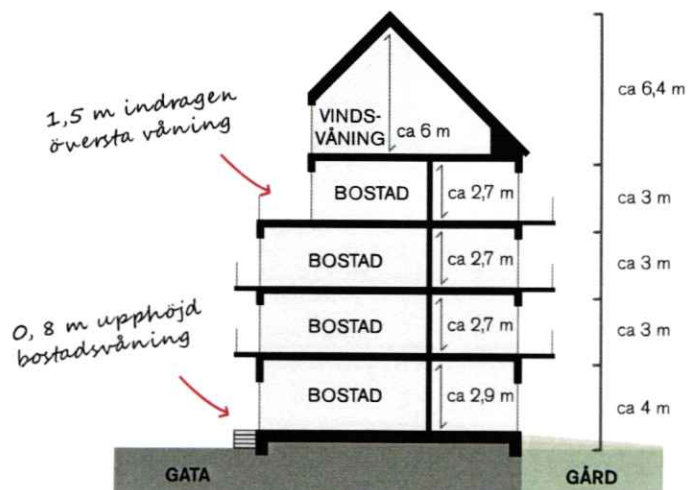 ca 6,4 m
1,5 m indragen
översta våning
VINDS-
VÅNING
ca 6 m
BOSTAD
ca 2,7 m
ca 3 m
BOSTAD
ca 2,7 m
ca 3 m
BOSTAD
ca 2,7 m
ca 3 m
0,8 m upphöjd
bostadsvåning
BOSTAD
ca 2,9 m
ca 4 m
GATA
GÅRD